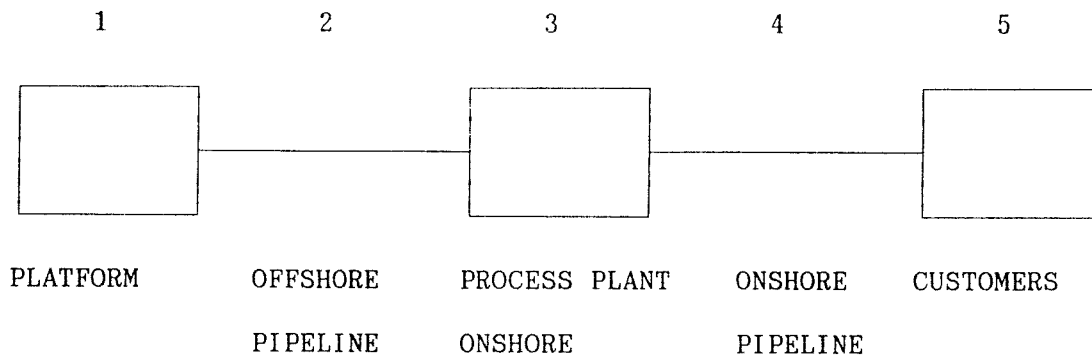 1 2 3 4 5
PLATFORM OFFSHORE PROCESS PLANT ONSHORE CUSTOMERS
PIPELINE ONSHORE PIPELINE